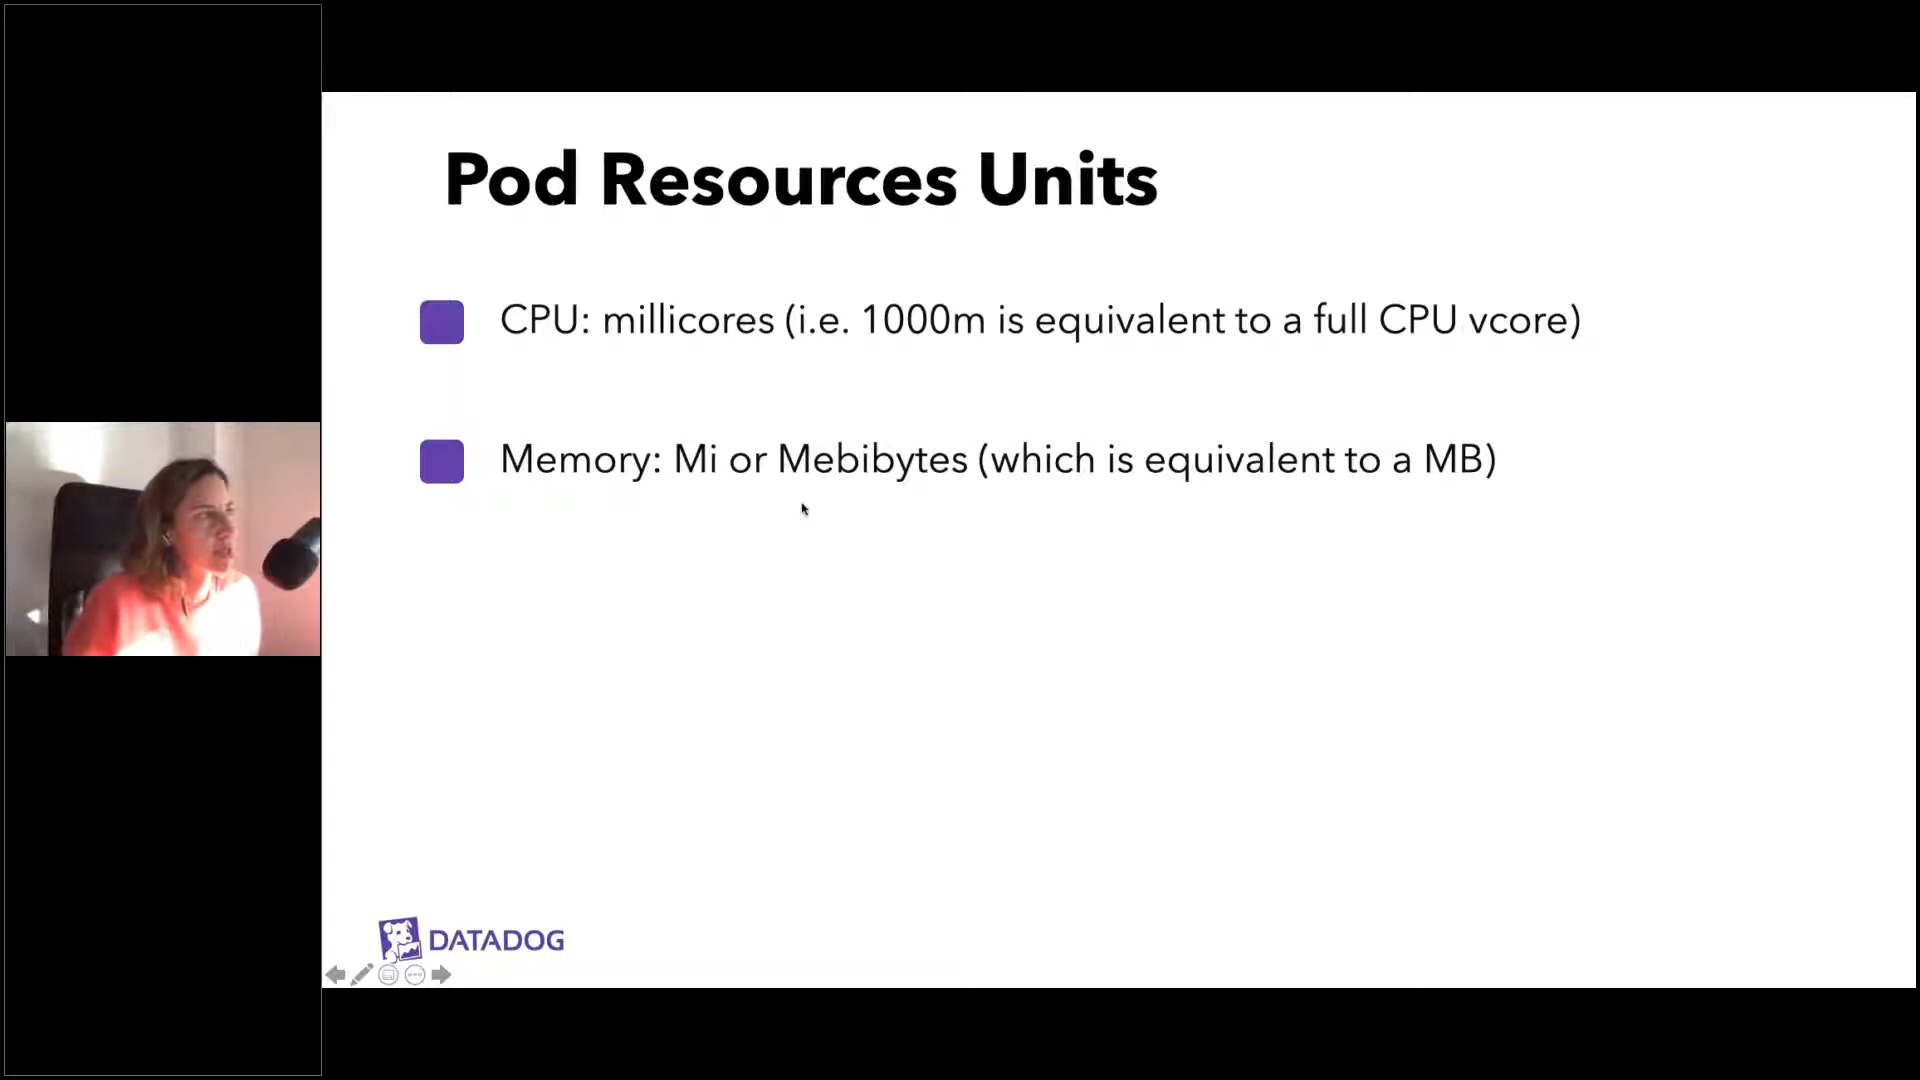 Pod Resources Units
CPU: millicores (i.e. 1000m is equivalent to a full CPU vcore)
Memory: Mi or Mebibytes (which is equivalent to a MB)
DATADOG